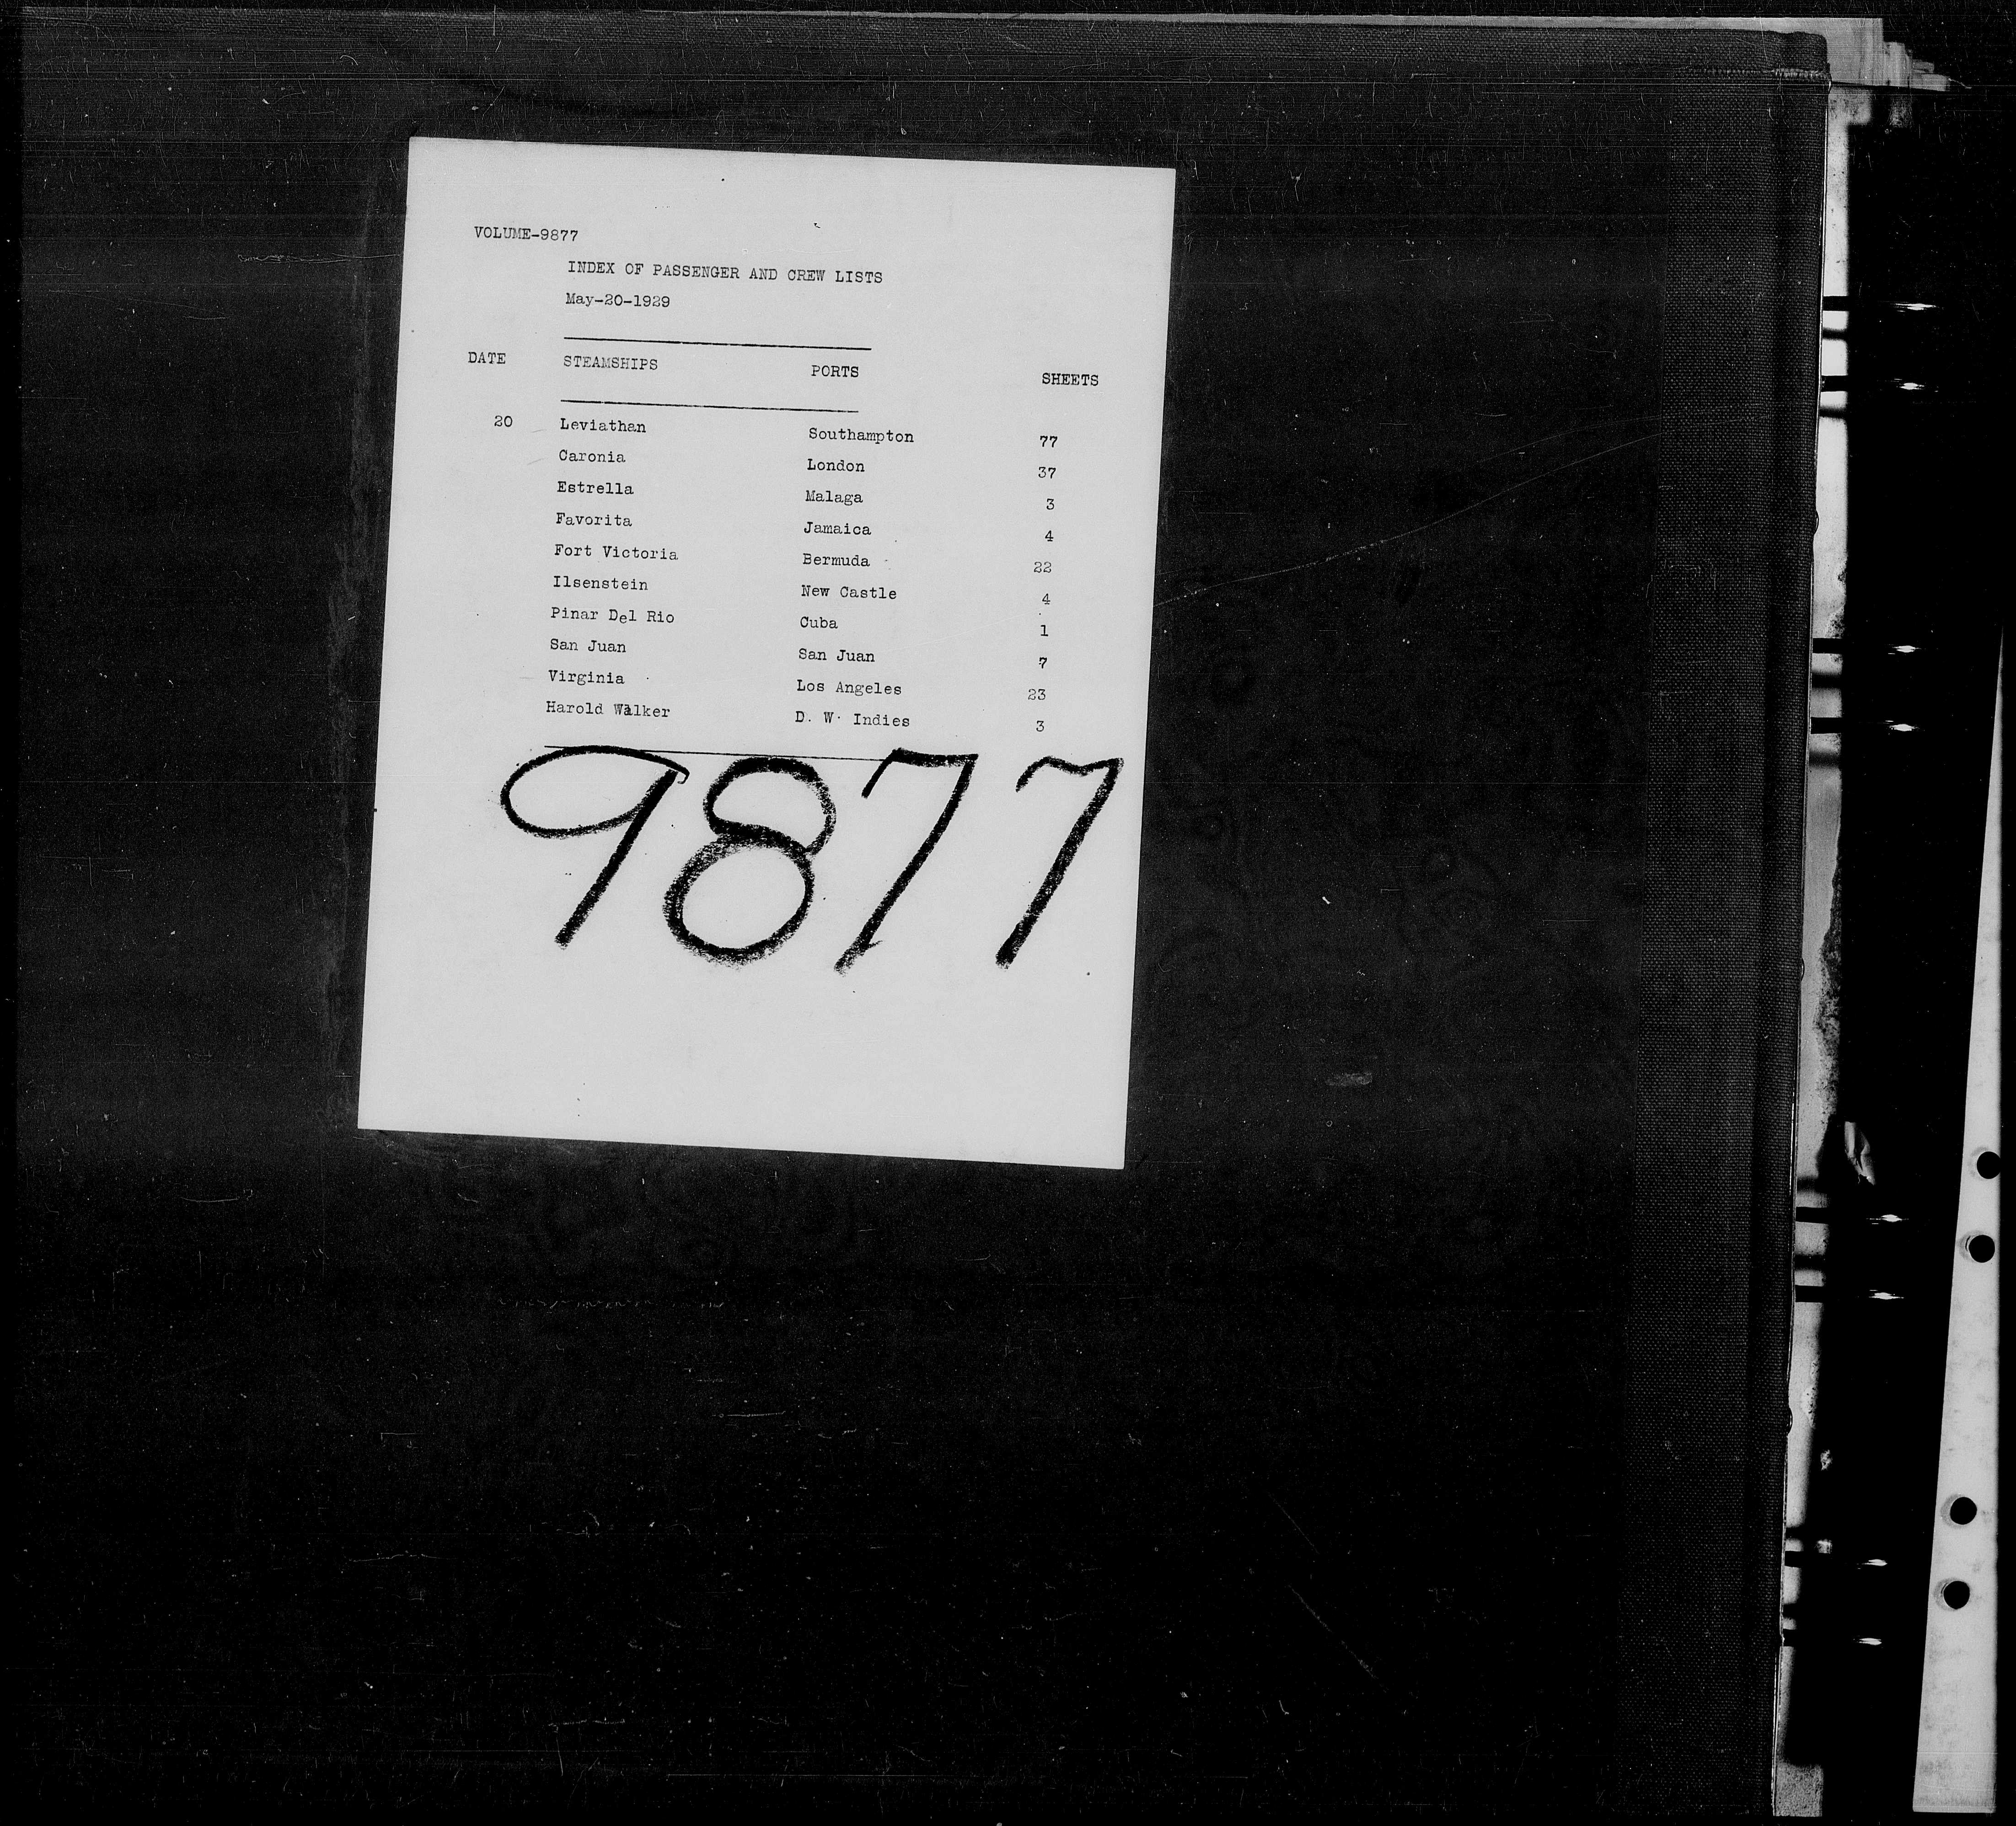 VOLUME-9877
INDEX OF PASSENGER AND CREW LISTS
May-20-1929
DATE STEAMSHIPS PORTS SHEETS
20 Leviathan Southampton 77
Caronia London 37
Estrella Malaga 3
Favorita Jamaica 4
Fort Victoria Bermuda 22
Ilsenstein New Castle 4
Pinar Del Rio Cuba 1
San Juan San Juan 7
Virginia Los Angeles 23
Harold Walker D. W. Indies 3
9877